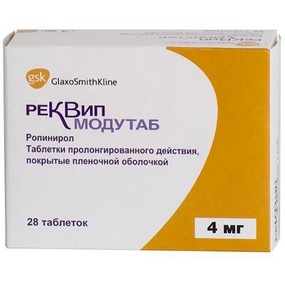 gsk GlaxoSmithKline
РеКВип
МОДУТАБ
Ропинирол
Таблетки пролонгированного действия,
покрытые пленочной оболочкой
28 таблеток
4 мг